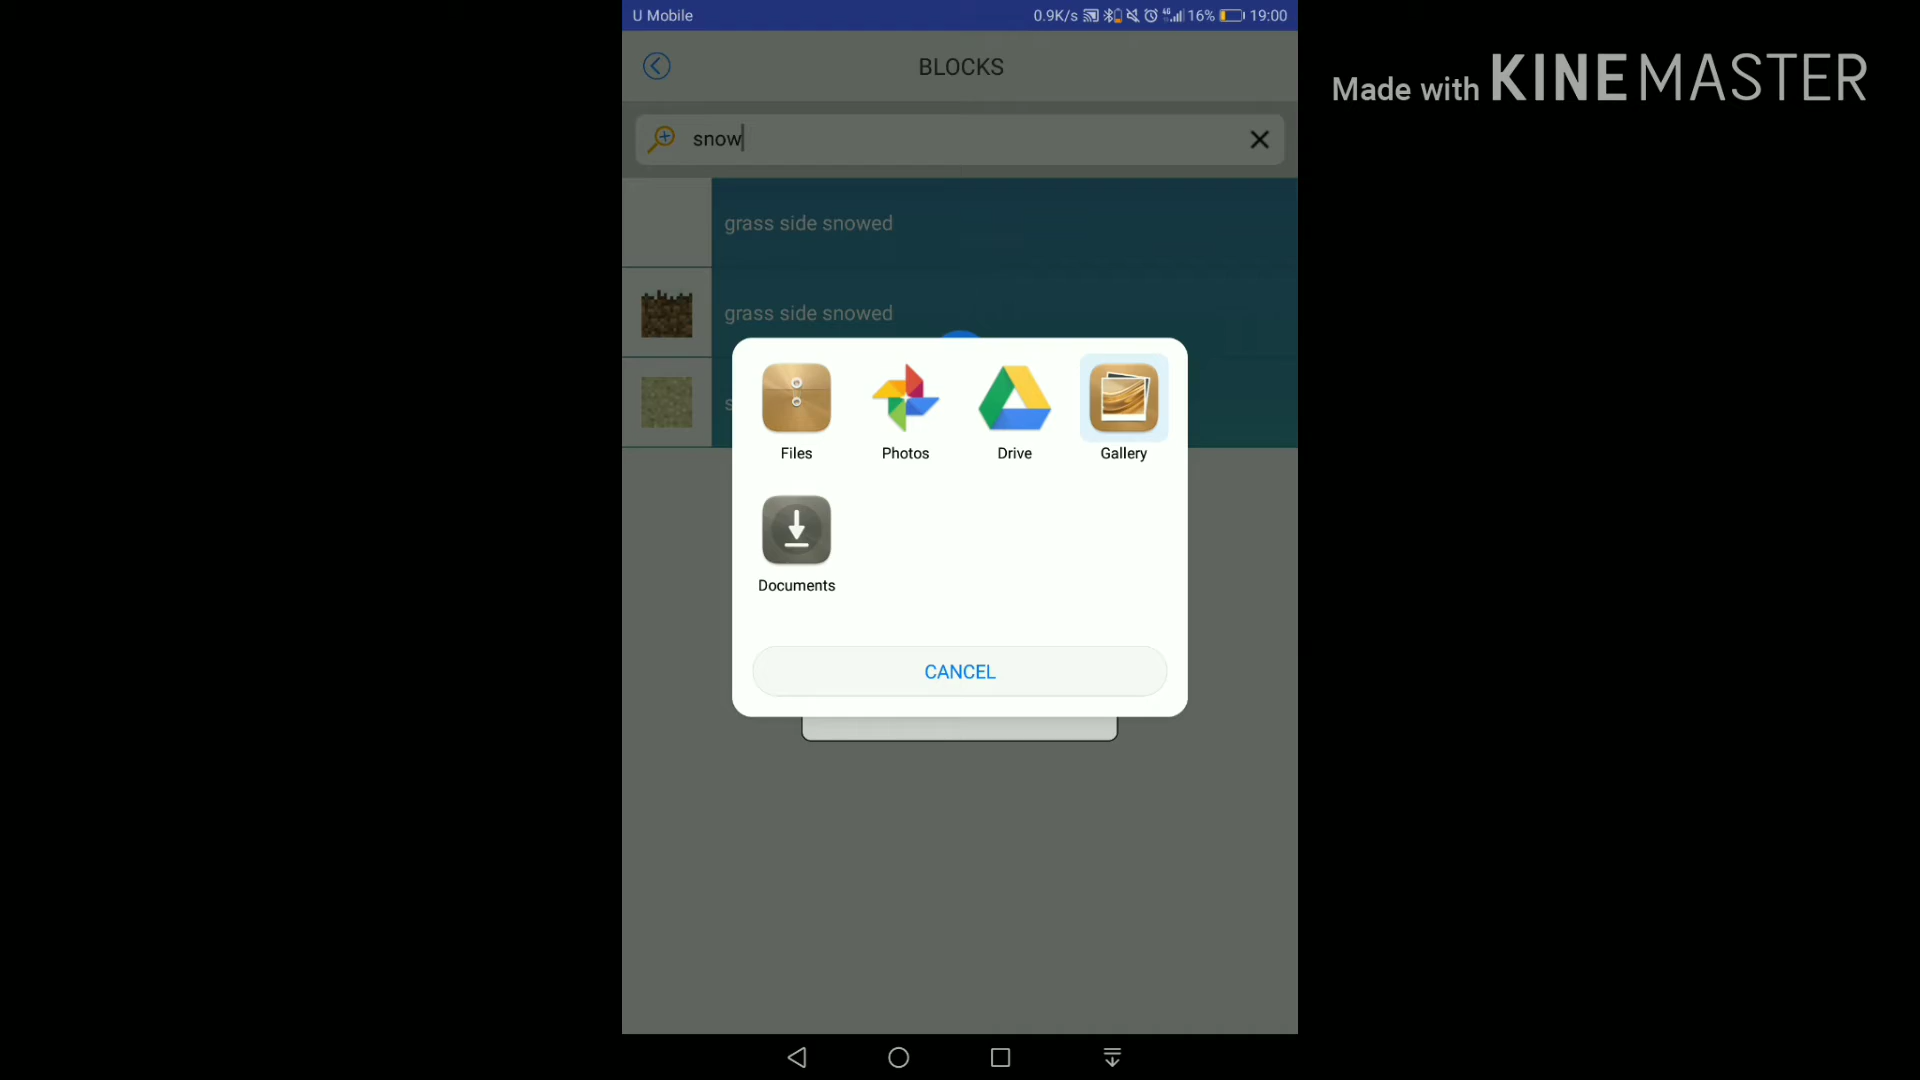 U Mobile
0.9K/s 4G 16% 19:00
BLOCKS
Made with KINEMASTER
snow
grass side snowed
grass side snowed
s
Files
Photos
Drive
Gallery
Documents
CANCEL